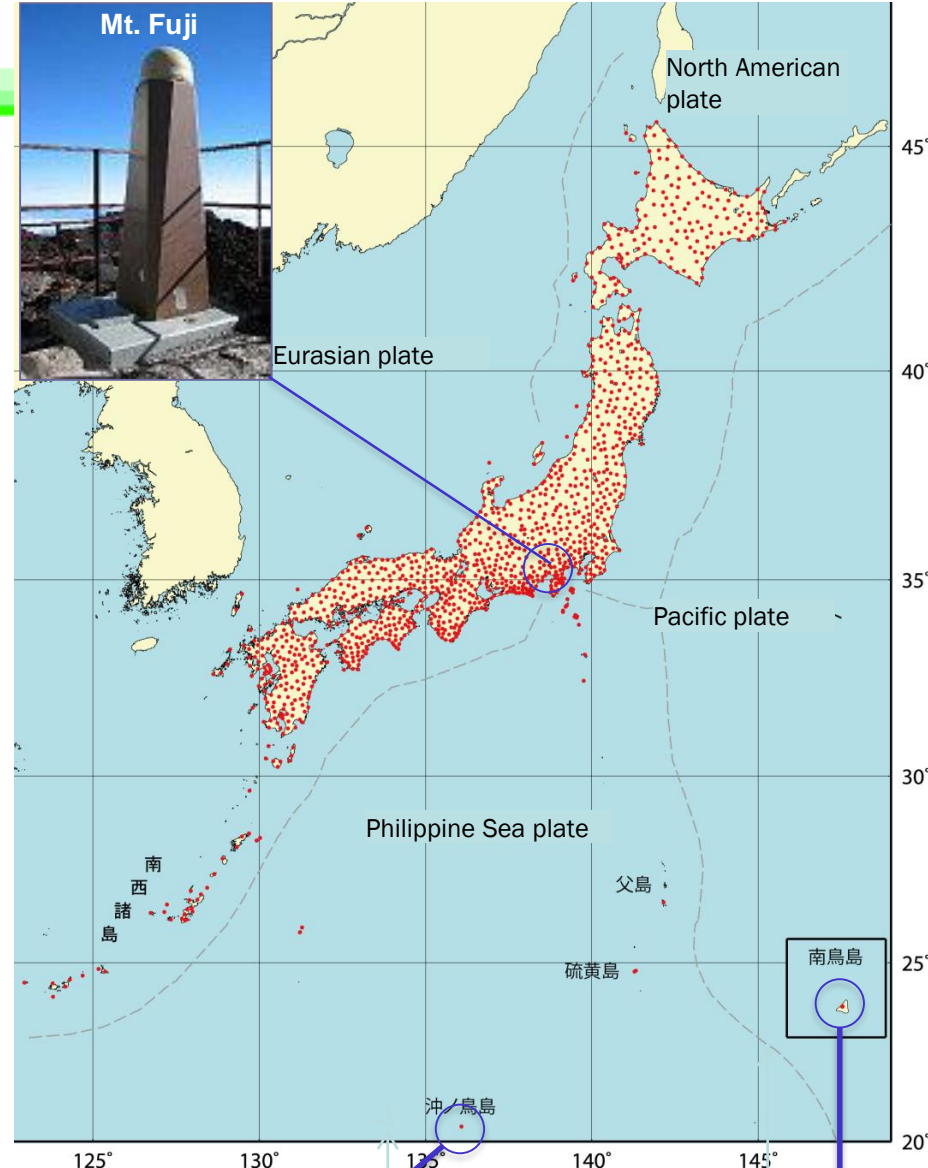 Mt. Fuji
North American
plate
45°
Eurasian plate
40°
35°
Pacific plate
30°
Philippine Sea plate
南
西
諸
島
父島
硫黄島
25°
南鳥島
沖ノ鳥島
20°
125°
130°
135°
140°
145°